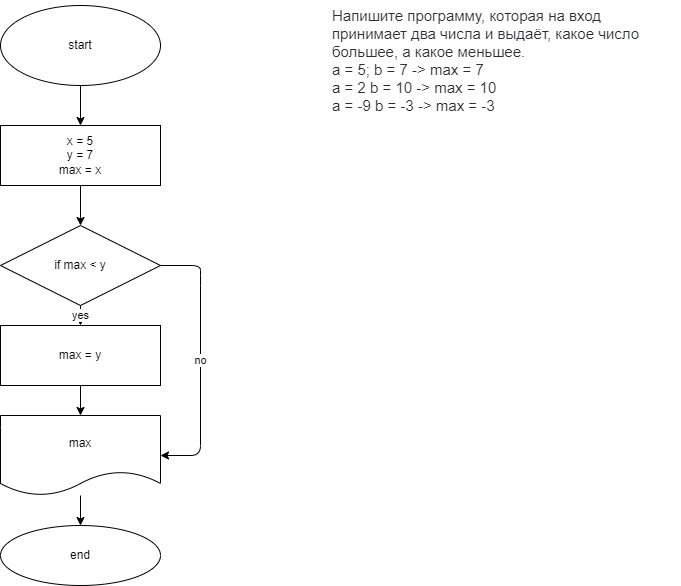 start
x = 5
y = 7
max = x
if max < y
yes
max = y
no
max
end
Напишите программу, которая на вход
принимает два числа и выдаёт, какое число
большее, а какое меньшее.
a = 5; b = 7 -> max = 7
a = 2 b = 10 -> max = 10
a = -9 b = -3 -> max = -3